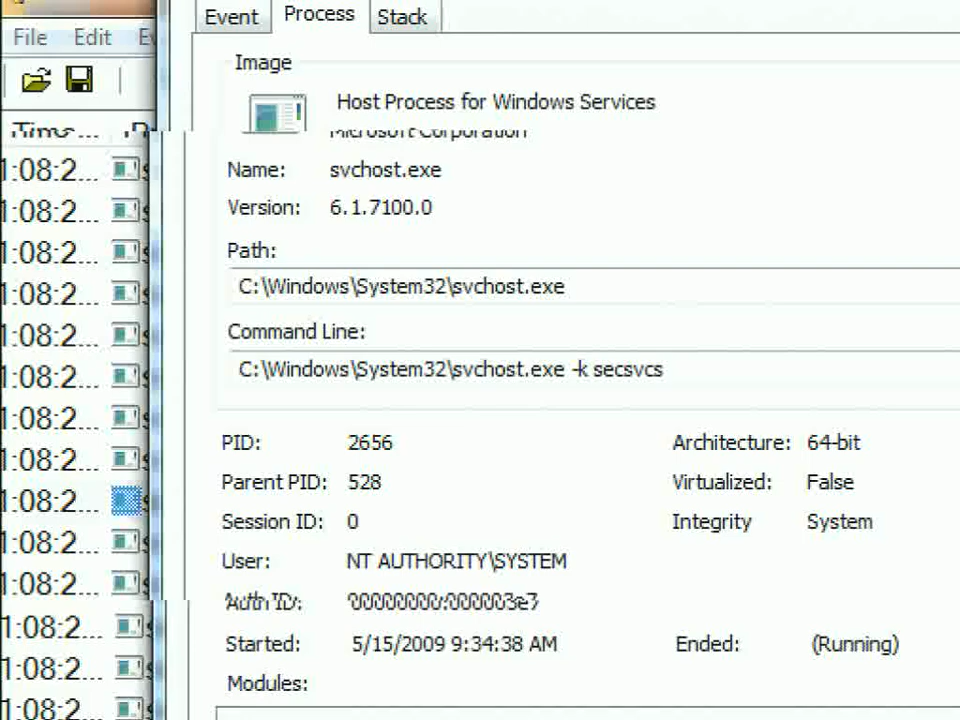 Event Process Stack
File Edit
Image
Host Process for Windows Services
Microsoft Corporation
Time...
Name: svchost.exe
Version: 6.1.7100.0
Path:
C:\Windows\System32\svchost.exe
Command Line:
C:\Windows\System32\svchost.exe -k secsvcs
PID: 2656 Architecture: 64-bit
Parent PID: 528 Virtualized: False
Session ID: 0 Integrity System
User: NT AUTHORITY\SYSTEM
Auth ID: 00000000:000003e7
Started: 5/15/2009 9:34:38 AM Ended: (Running)
Modules:
1:08:2...
1:08:2...
1:08:2...
1:08:2...
1:08:2...
1:08:2...
1:08:2...
1:08:2...
1:08:2...
1:08:2...
1:08:2...
1:08:2...
1:08:2...
1:08:2...